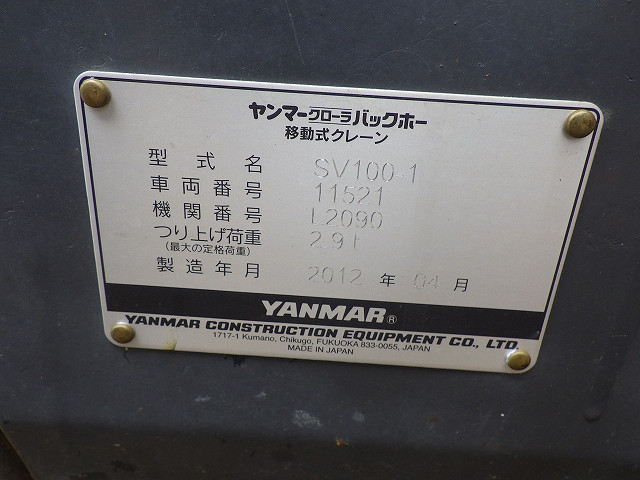 ヤンマークローラバックホー
移動式クレーン
型式名 SV100-1
車両番号 11521
機関番号 L2090
つり上げ荷重 2.9t
(最大の定格荷重)
製造年月 2012 年 04 月
YANMAR®
YANMAR CONSTRUCTION EQUIPMENT CO., LTD.
1717-1 Kumano, Chikugo, FUKUOKA 833-0055, JAPAN
MADE IN JAPAN